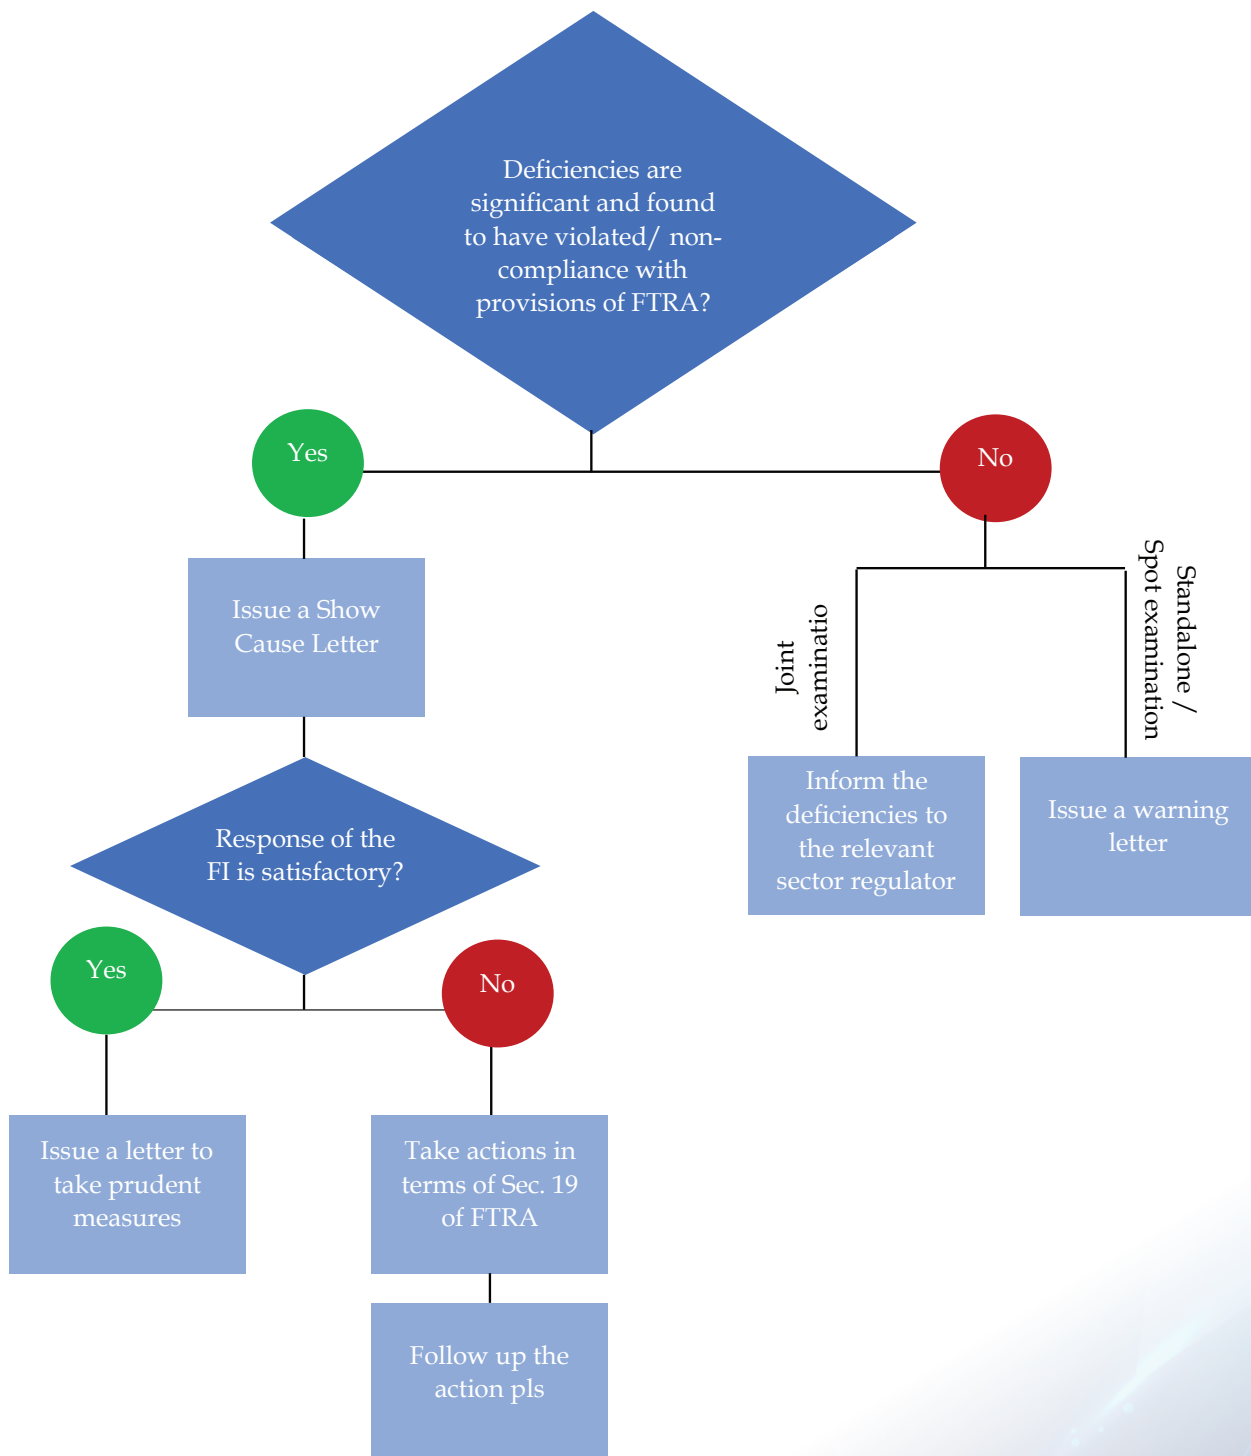 Deficiencies are
significant and found
to have violated/ non-
compliance with
provisions of FTRA?
Yes
No
Issue a Show
Cause Letter
Joint
examinatio
Standalone /
Spot examination
Response of the
FI is satisfactory?
Inform the
deficiencies to
the relevant
sector regulator
Issue a warning
letter
Yes
No
Issue a letter to
take prudent
measures
Take actions in
terms of Sec. 19
of FTRA
Follow up the
action pls